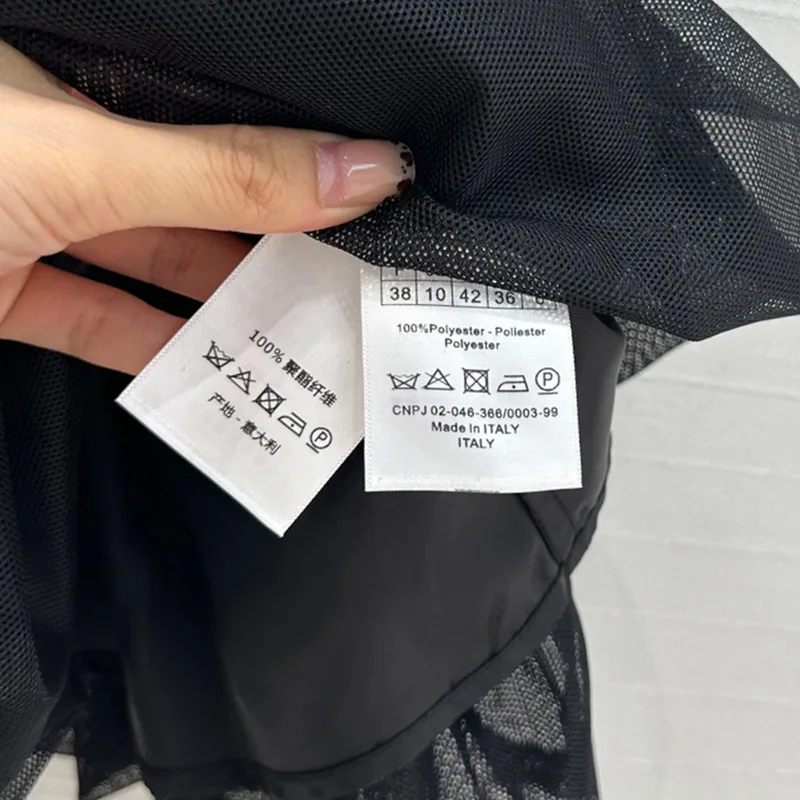 100% 聚酯纤维
产地 - 意大利
38 10 42 36 6
100%Polyester - Poliester
Polyester
P
CNPJ 02-046-366/0003-99
Made In ITALY
ITALY